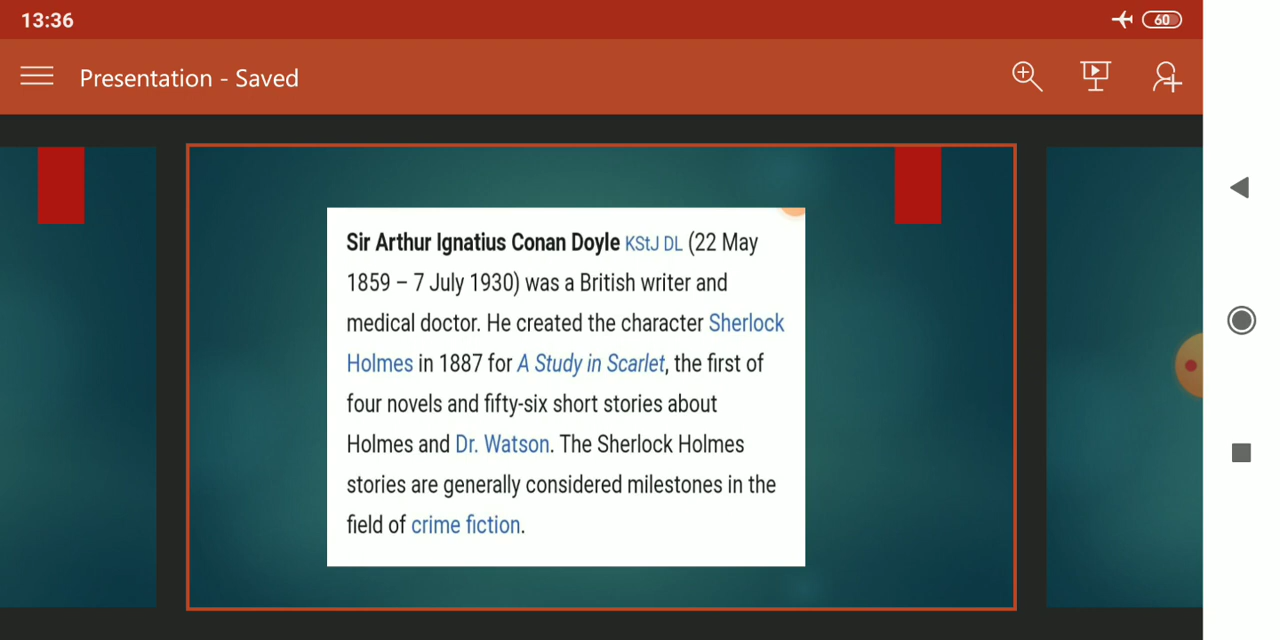 13:36
60
Presentation - Saved
Sir Arthur Ignatius Conan Doyle KStJ DL (22 May
1859 – 7 July 1930) was a British writer and
medical doctor. He created the character Sherlock
Holmes in 1887 for A Study in Scarlet, the first of
four novels and fifty-six short stories about
Holmes and Dr. Watson. The Sherlock Holmes
stories are generally considered milestones in the
field of crime fiction.